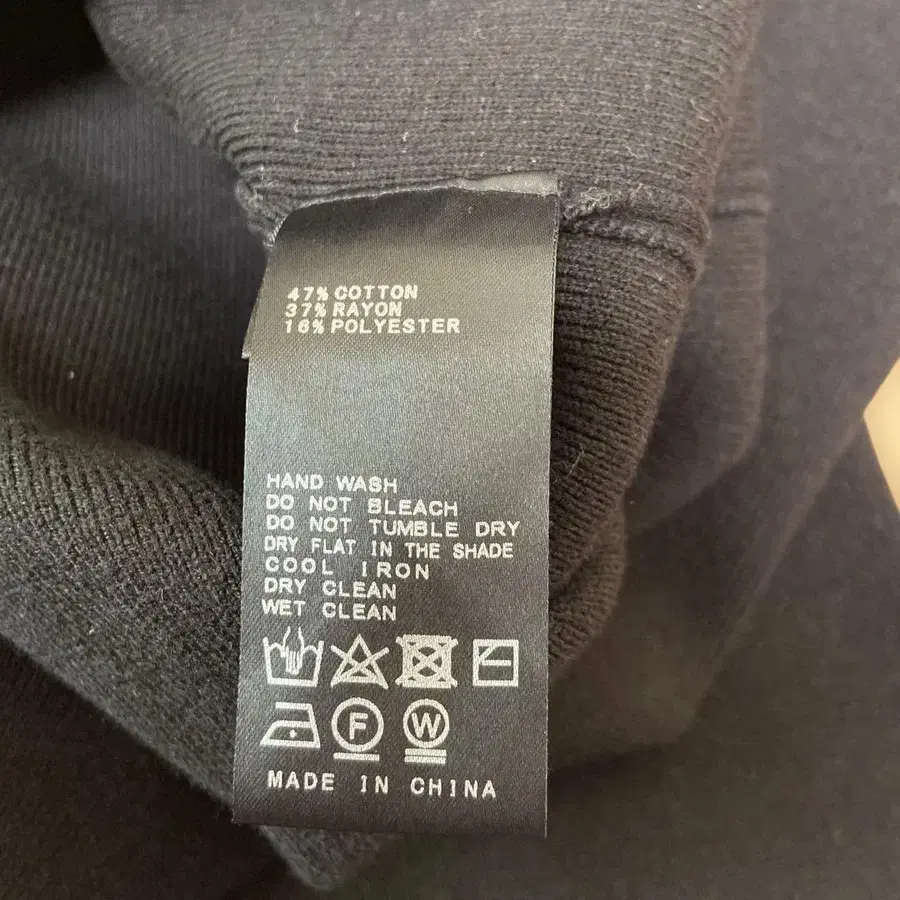 47% COTTON
37% RAYON
16% POLYESTER
HAND WASH
DO NOT BLEACH
DO NOT TUMBLE DRY
DRY FLAT IN THE SHADE
COOL IRON
DRY CLEAN
WET CLEAN
F W
MADE IN CHINA